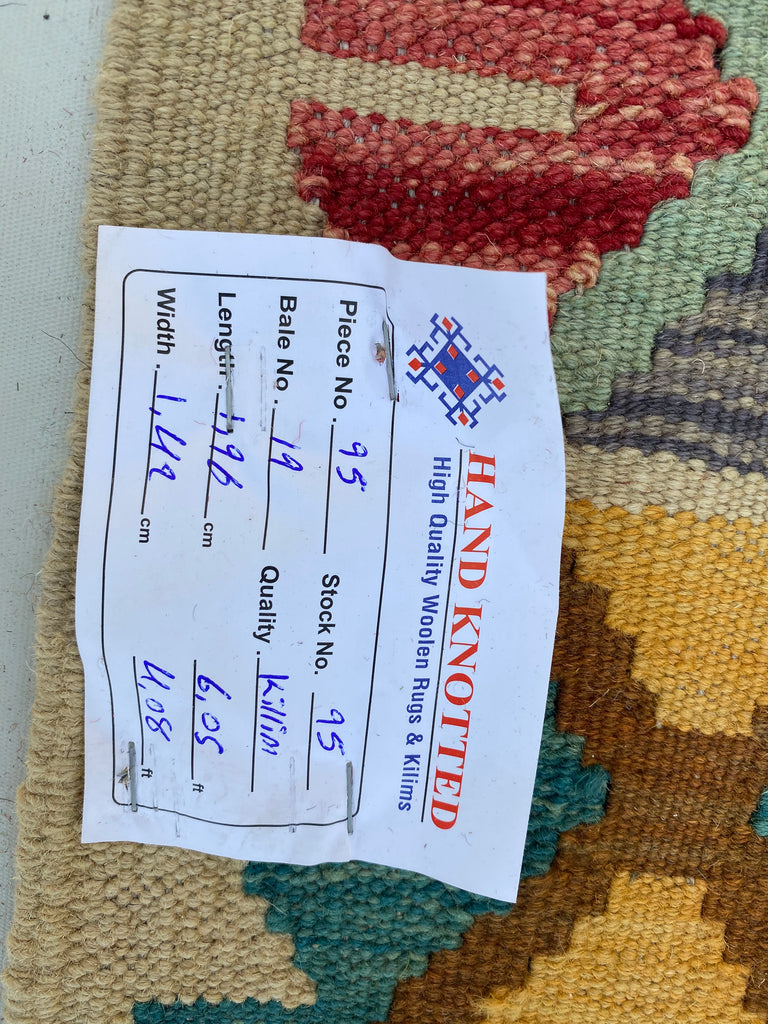 HAND KNOTTED
High Quality Woolen Rugs & Kilims
Piece No. 95 Stock No. 95
Bale No. 19 Quality. Killim
Length. 1,96 cm 6,05 ft
Width. 1,49 cm 4,08 ft